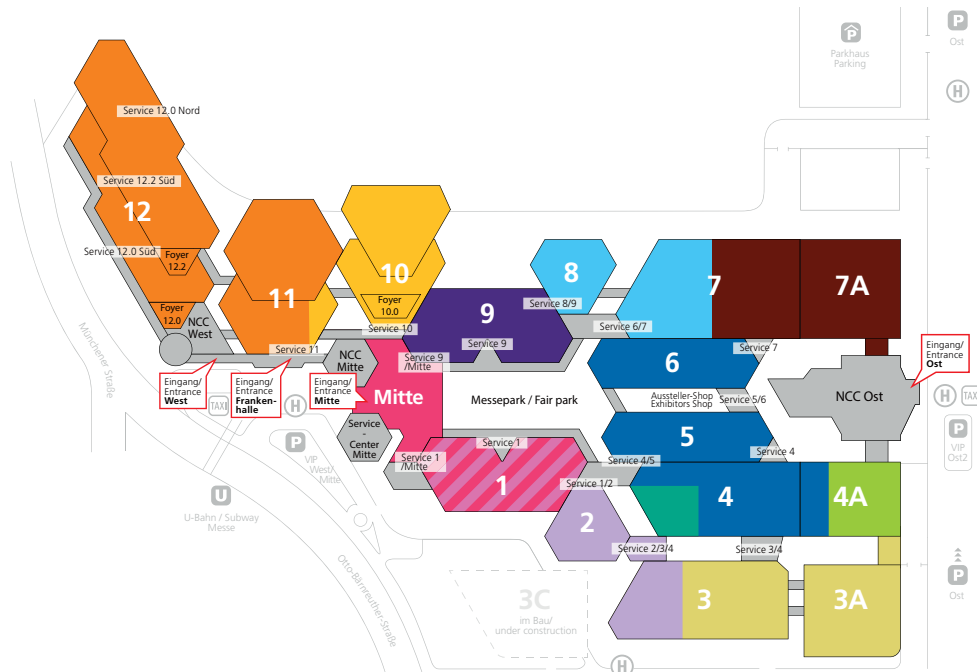 P
Ost
P
Parkhaus
Parking
H
Service 12.0 Nord
Service 12.2 Süd
12
Service 12.0 Süd
Foyer
12.2
Foyer
12.0
NCC
West
11
Service 11
10
Foyer
10.0
Service 10
9
Service 9
Service 9
/Mitte
8
Service 8/9
Service 6/7
7
7A
Service 7
6
Aussteller-Shop
Exhibitors Shop
Service 5/6
5
Service 4
Service 4/5
Messepark / Fair park
NCC
Mitte
Mitte
Service
-
Center
Mitte
Service 1
/Mitte
Service 1
1
Service 1/2
2
Service 2/3/4
Service 3/4
4
4A
3
3A
3C
im Bau/
under construction
NCC Ost
Eingang/
Entrance
Ost
Eingang/
Entrance
West
Eingang/
Entrance
Franken-
halle
Eingang/
Entrance
Mitte
TAXI
H
P
VIP
West/
Mitte
U
U-Bahn / Subway
Messe
Münchener Straße
Otto-Bärnreuther-Straße
H
TAXI
P
VIP
Ost2
P
Ost
H